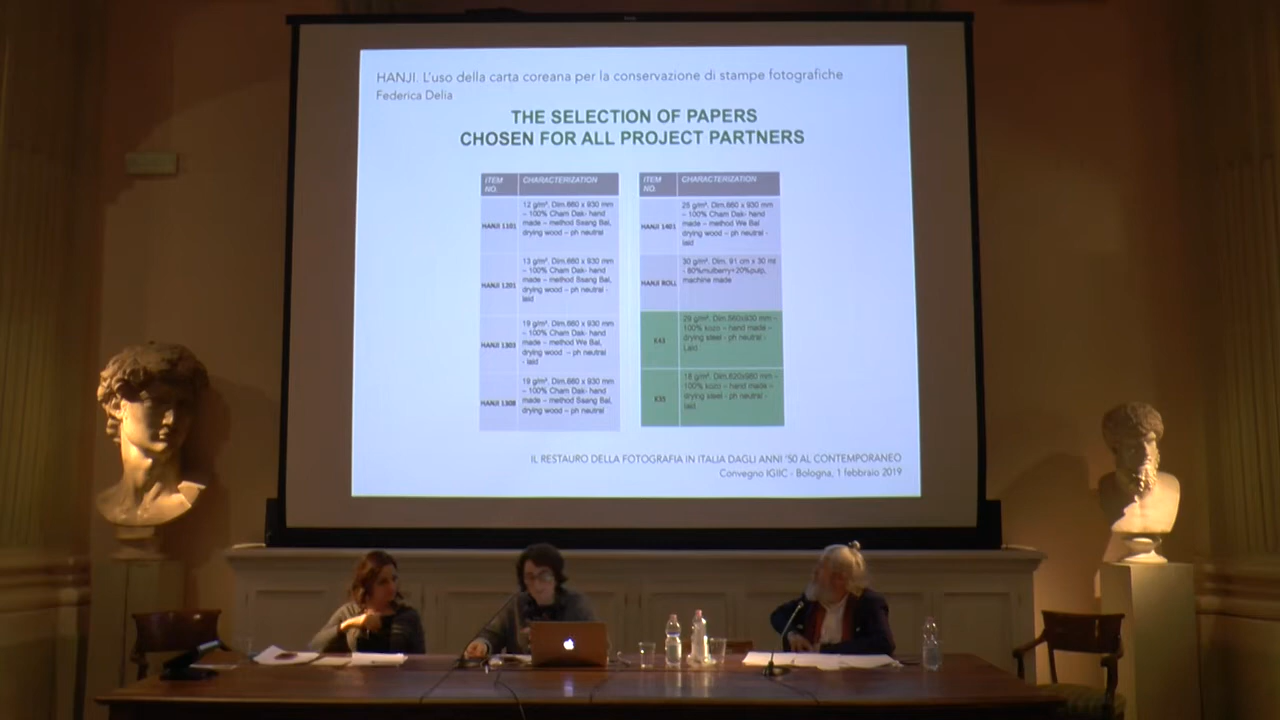 HANJI. L'uso della carta coreana per la conservazione di stampe fotografiche
Federica Delia
THE SELECTION OF PAPERS
CHOSEN FOR ALL PROJECT PARTNERS
ITEM
NO.
CHARACTERIZATION
HANJI 1101
12 g/m². Dim.660 x 930 mm
– 100% Cham Dak- hand
made – method Ssang Bal,
drying wood – ph neutral
HANJI 1201
13 g/m². Dim.660 x 930 mm
– 100% Cham Dak- hand
made – method Ssang Bal,
drying wood – ph neutral -
laid
HANJI 1303
19 g/m². Dim.660 x 930 mm
– 100% Cham Dak- hand
made – method We Bal,
drying wood – ph neutral
- laid
HANJI 1308
19 g/m². Dim.660 x 930 mm
– 100% Cham Dak- hand
made – method Ssang Bal,
drying wood – ph neutral
ITEM
NO.
CHARACTERIZATION
HANJI 1401
25 g/m². Dim.660 x 930 mm
– 100% Cham Dak- hand
made – method We Bal
drying wood – ph neutral -
laid
HANJI ROLL
30 g/m². Dim. 91 cm x 30 mt
- 80%mulberry+20%pulp,
machine made
29 g/m². 
100% kozo – hand made –
drying steel - ph neutral -
Laid
18 g/m². 
100% kozo – hand made –
drying steel - ph neutral -
laid
IL RESTAURO DELLA FOTOGRAFIA IN ITALIA DAGLI ANNI '50 AL CONTEMPORANEO
Convegno IGIIC - Bologna, 1 febbraio 2019